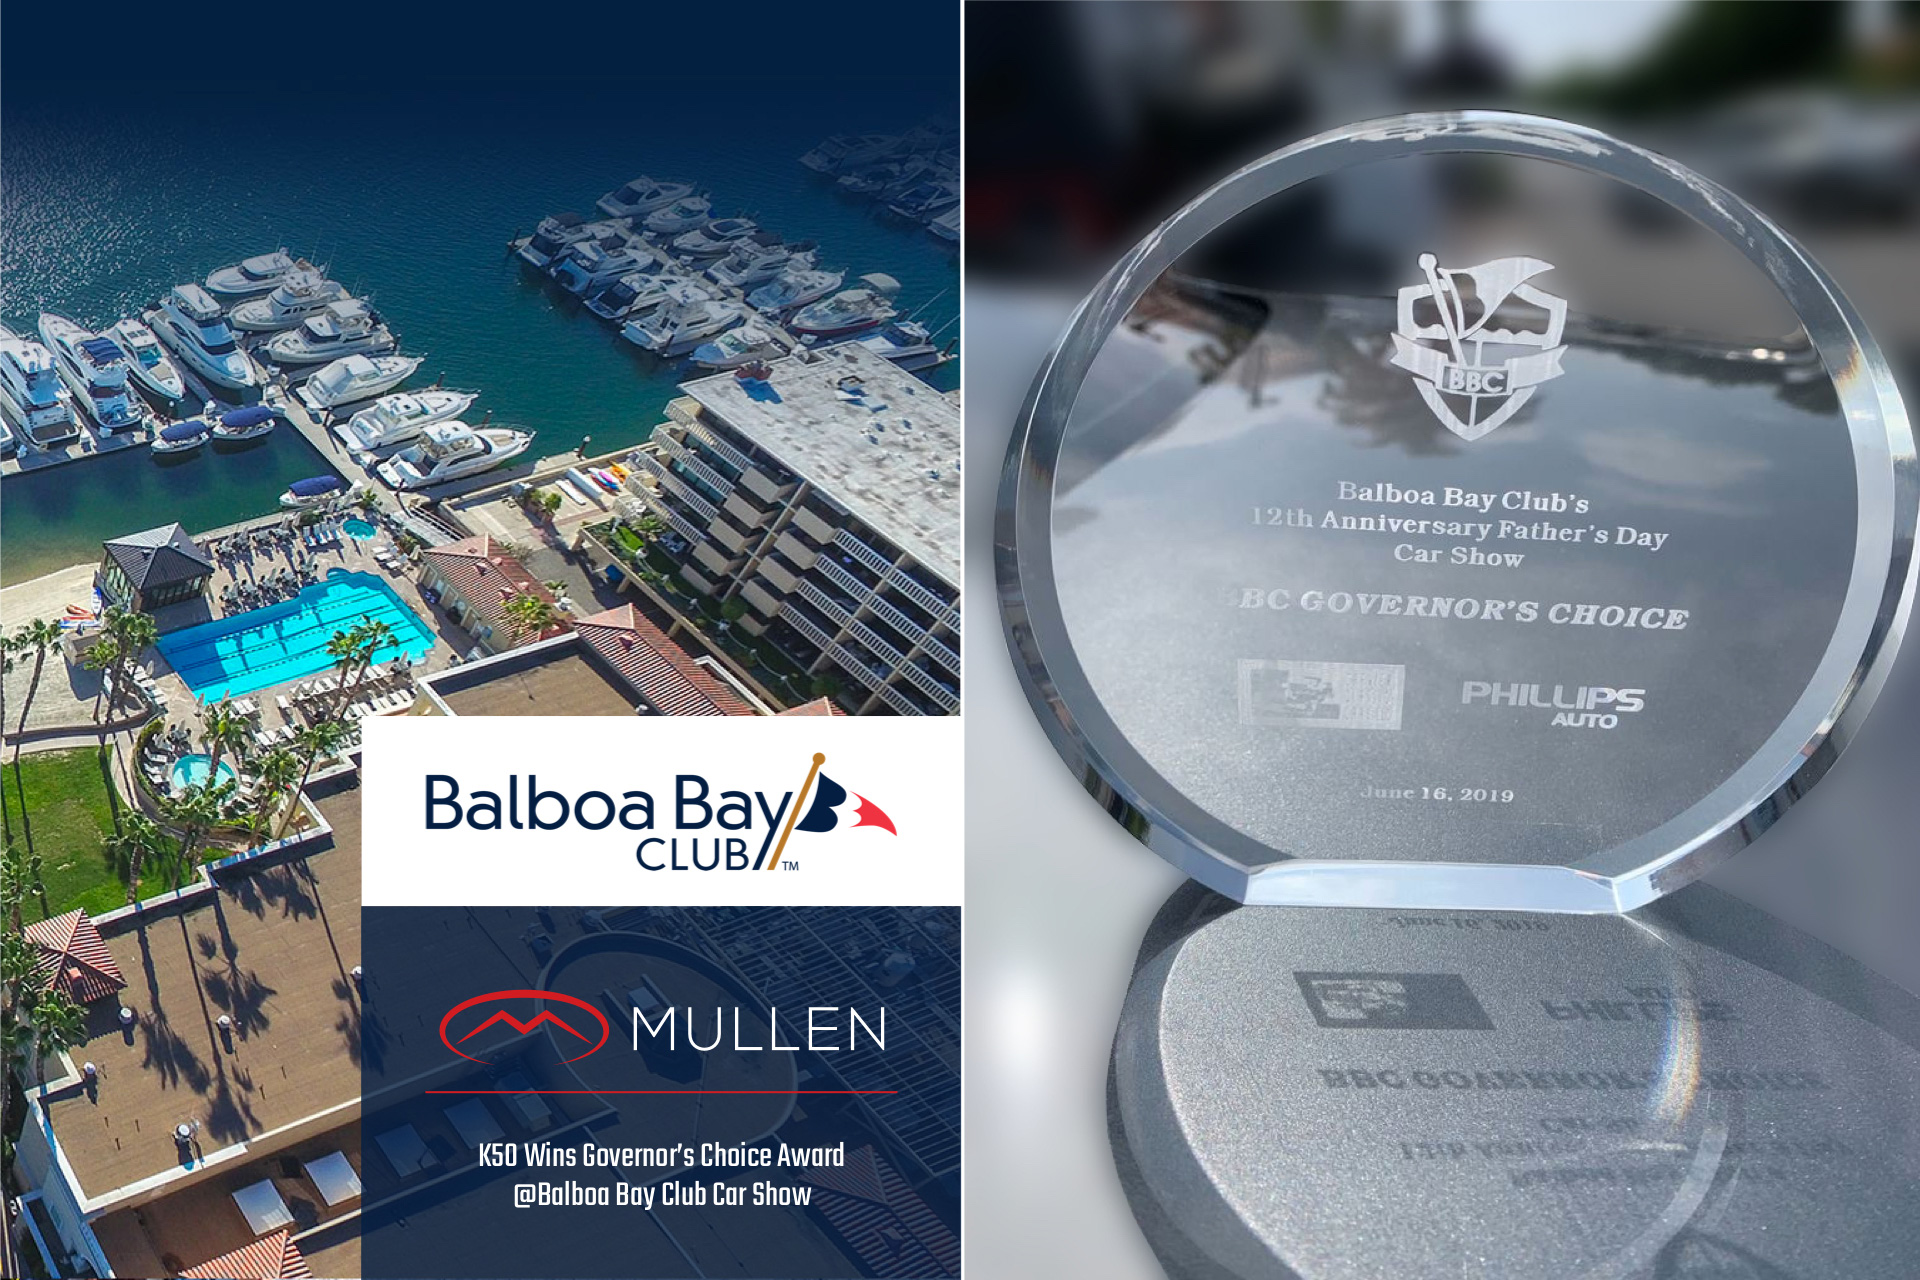 Balboa Bay
CLUB
TM
MULLEN
K50 Wins Governor's Choice Award
@Balboa Bay Club Car Show
BBC
Balboa Bay Club's
12th Anniversary Father's Day
Car Show
BC GOVERNOR'S CHOICE
PHILLIPS
AUTO
June 16, 2019